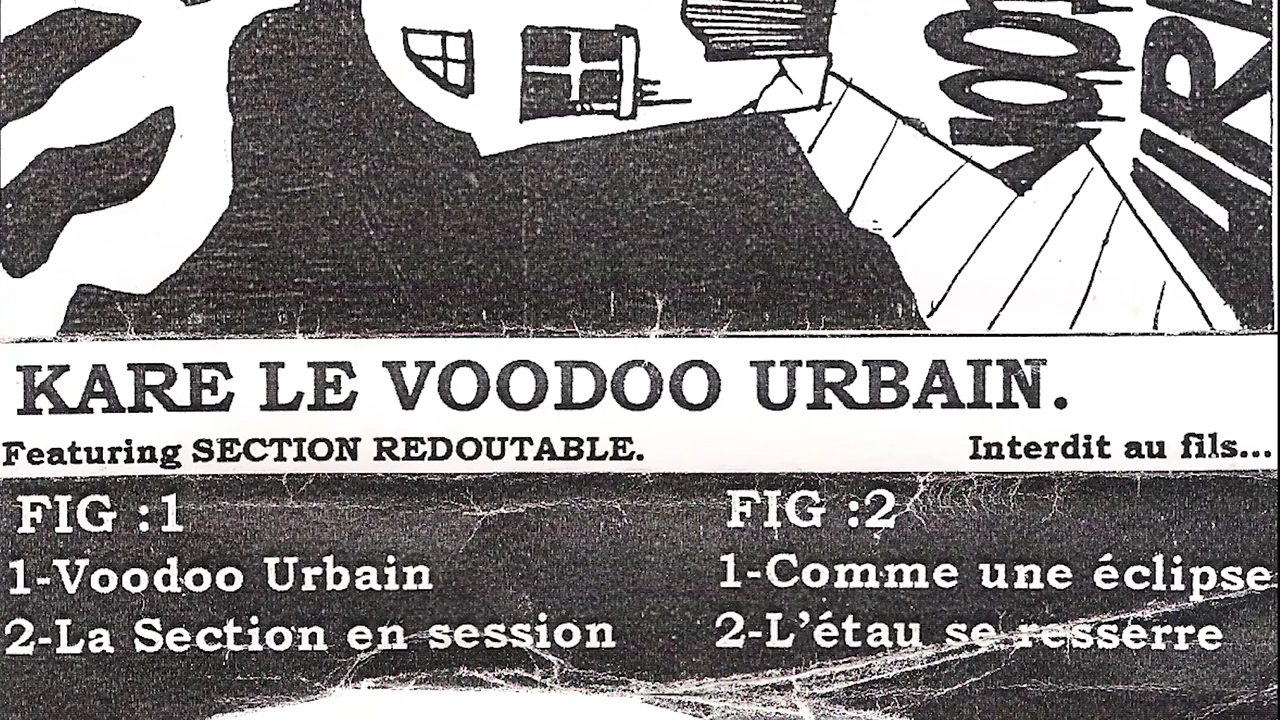 KARE LE VOODOO URBAIN.
Featuring SECTION REDOUTABLE.
Interdit au fils...
FIG :1
1-Voodoo Urbain
2-La Section en session
FIG :2
1-Comme une éclipse
2-L'étau se resserre